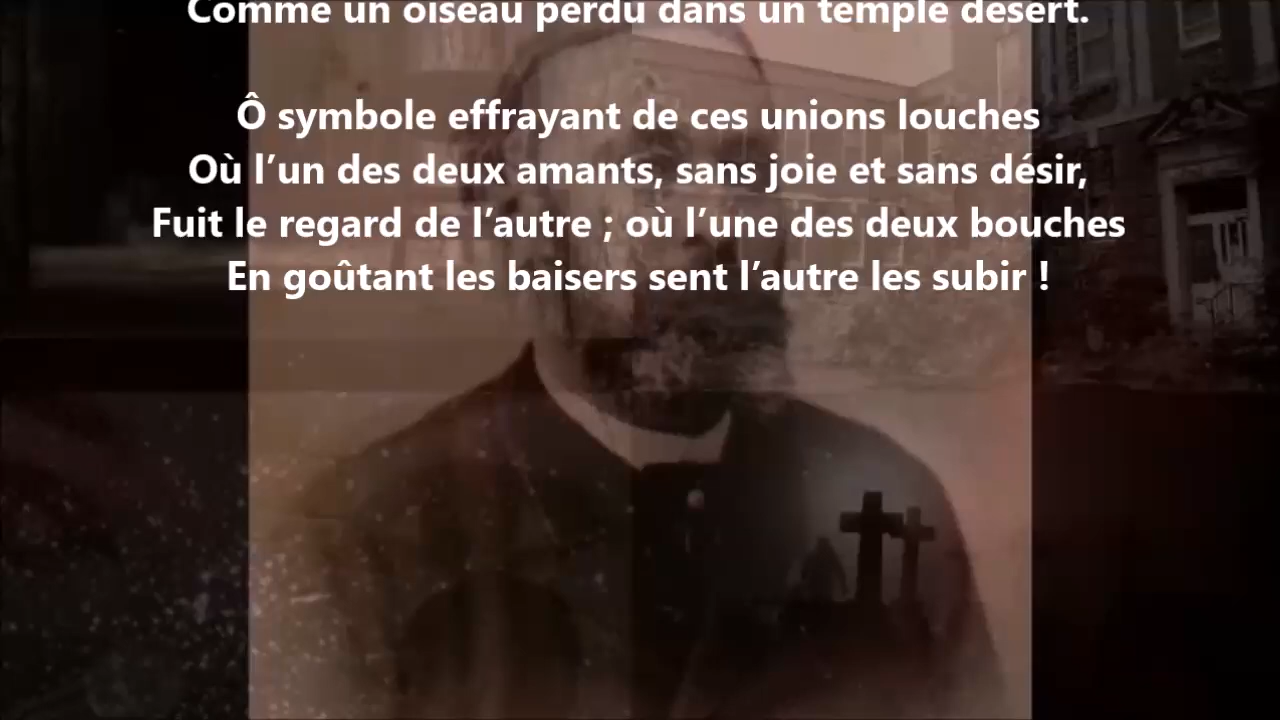 Comme un oiseau perdu dans un temple désert.
Ô symbole effrayant de ces unions louches
Où l’un des deux amants, sans joie et sans désir,
Fuit le regard de l’autre ; où l’une des deux bouches
En goûtant les baisers sent l’autre les subir !